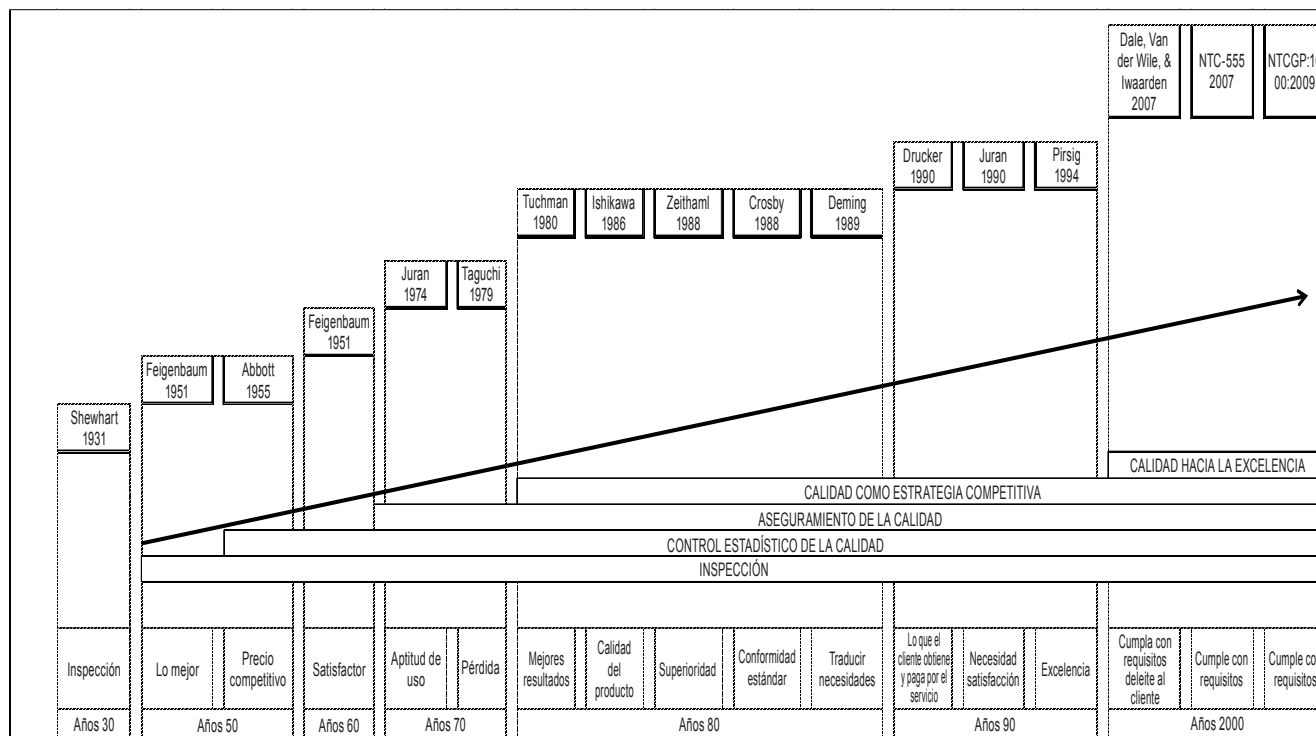 Dale, Van
der Wile, &
Iwaarden
2007
NTC-555
2007
NTCGP:1
00:2009
Drucker
1990
Juran
1990
Pirsig
1994
Tuchman
1980
Ishikawa
1986
Zeithaml
1988
Crosby
1988
Deming
1989
Juran
1974
Taguchi
1979
Feigenbaum
1951
Feigenbaum
1951
Abbott
1955
Shewhart
1931
CALIDAD HACIA LA EXCELENCIA
CALIDAD COMO ESTRATEGIA COMPETITIVA
ASEGURAMIENTO DE LA CALIDAD
CONTROL ESTADÍSTICO DE LA CALIDAD
INSPECCIÓN
Inspección
Lo mejor
Precio
competitivo
Satisfactor
Aptitud de
uso
Pérdida
Mejores
resultados
Calidad
del
producto
Superioridad
Conformidad
estándar
Traducir
necesidades
Lo que el
cliente obtiene
y paga por el
servicio
Necesidad
satisfacción
Excelencia
Cumpla con
requisitos
deleite al
cliente
Cumple con
requisitos
Cumple co
requisitos
Años 30
Años 50
Años 60
Años 70
Años 80
Años 90
Años 2000